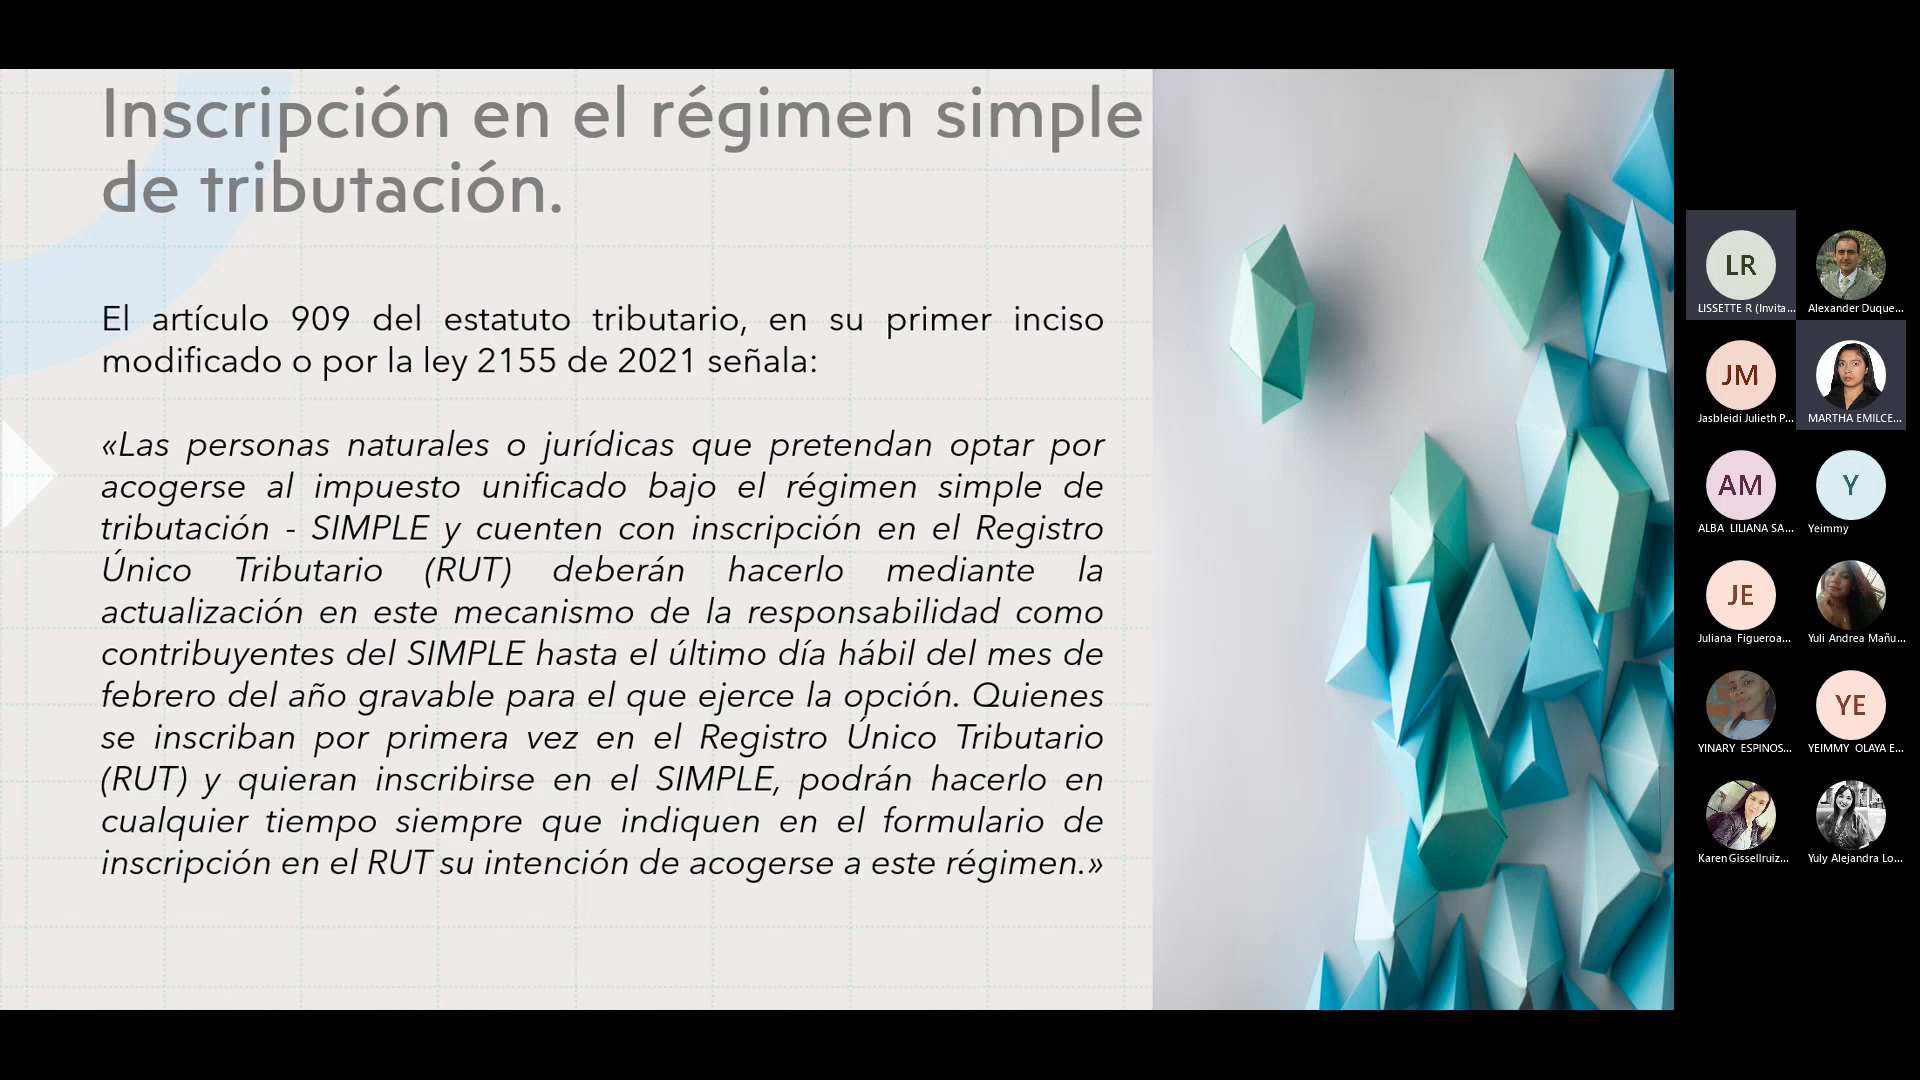 Inscripción en el régimen simple
de tributación.
El artículo 909 del estatuto tributario, en su primer inciso
modificado o por la ley 2155 de 2021 señala:
«Las personas naturales o jurídicas que pretendan optar por
acogerse al impuesto unificado bajo el régimen simple de
tributación - SIMPLE y cuenten con inscripción en el Registro
Único Tributario (RUT) deberán hacerlo mediante la
actualización en este mecanismo de la responsabilidad como
contribuyentes del SIMPLE hasta el último día hábil del mes de
febrero del año gravable para el que ejerce la opción. Quienes
se inscriban por primera vez en el Registro Único Tributario
(RUT) y quieran inscribirse en el SIMPLE, podrán hacerlo en
cualquier tiempo siempre que indiquen en el formulario de
inscripción en el RUT su intención de acogerse a este régimen.»
LR
LISSETTE R (Invita...
Alexander Duque...
JM
Jasbleidi Julieth P...
MARTHA EMILCE...
AM
ALBA LILIANA SA...
Y
Yeimmy
JE
Juliana Figueroa...
Yuli Andrea Mañu...
YINARY ESPINOS...
YE
YEIMMY OLAYA E...
Karen Gissellruiz...
Yuly Alejandra Lo...